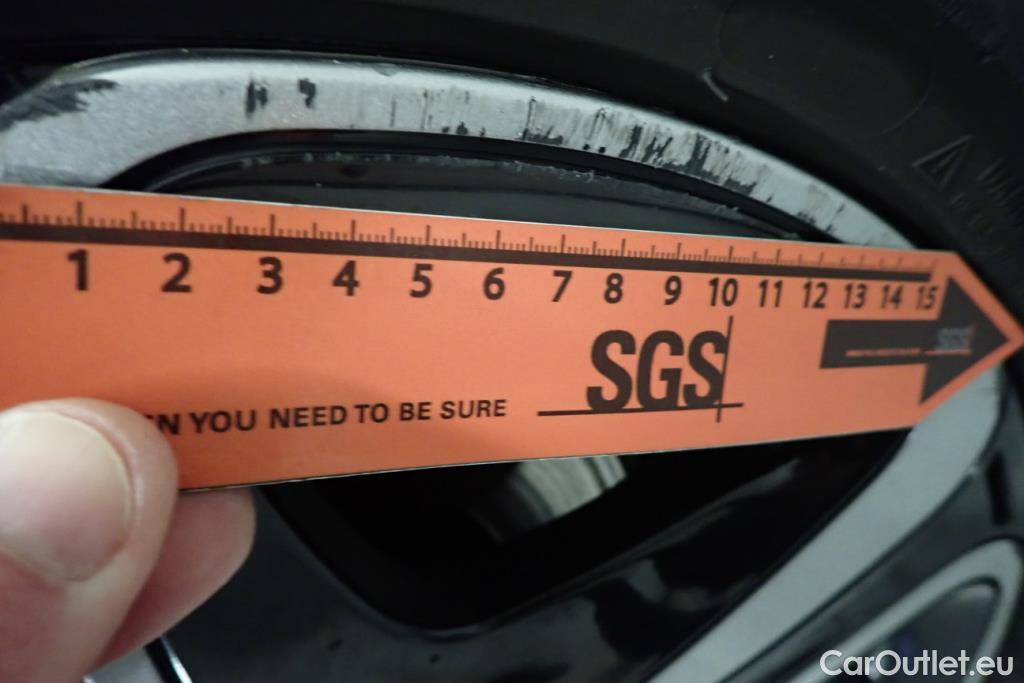 1 2 3 4 5 6 7 8 9 10 11 12 13 14 15
SGS
SGS
YOU NEED TO BE SURE
CarOutlet.eu